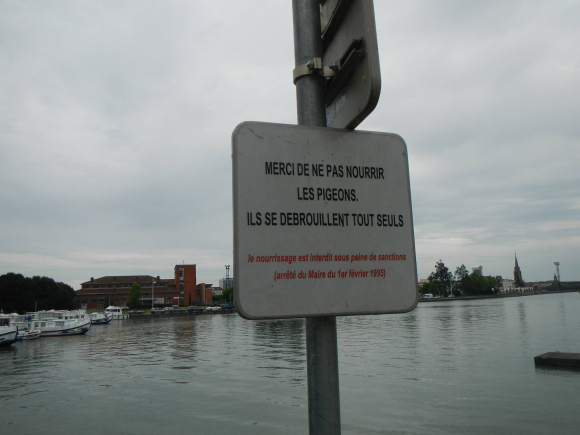 MERCI DE NE PAS NOURRIR
LES PIGEONS.
ILS SE DEBROUILLENT TOUT SEULS
le nourrissage est interdit sous peine de sanctions
(arrêté du Maire du 1er février 1995)